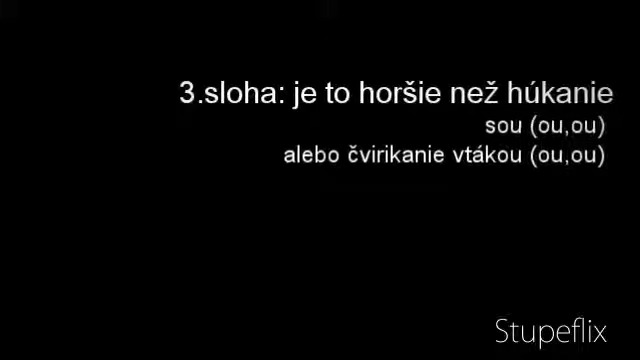 3.sloha: je to horšie než húkanie
sou (ou,ou)
alebo čvirikanie vtákou (ou,ou)
Stupeflix